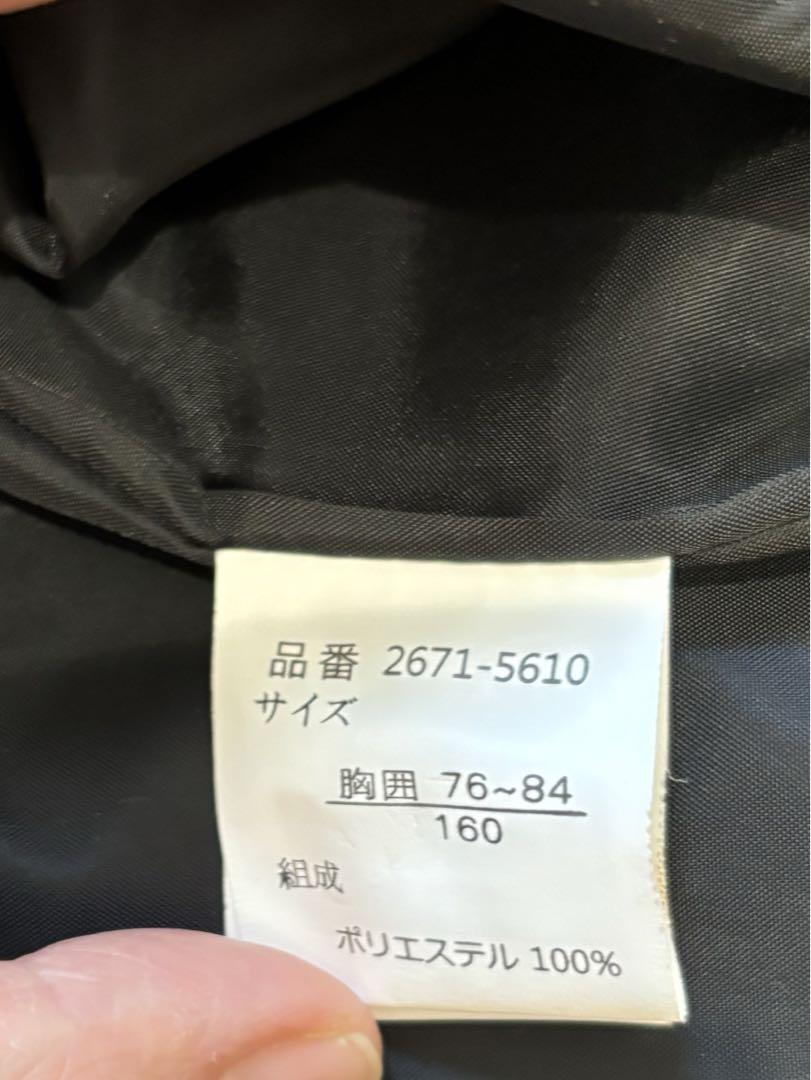 品番 2671-5610
サイズ
胸囲 76~84
160
組成
ポリエステル 100%